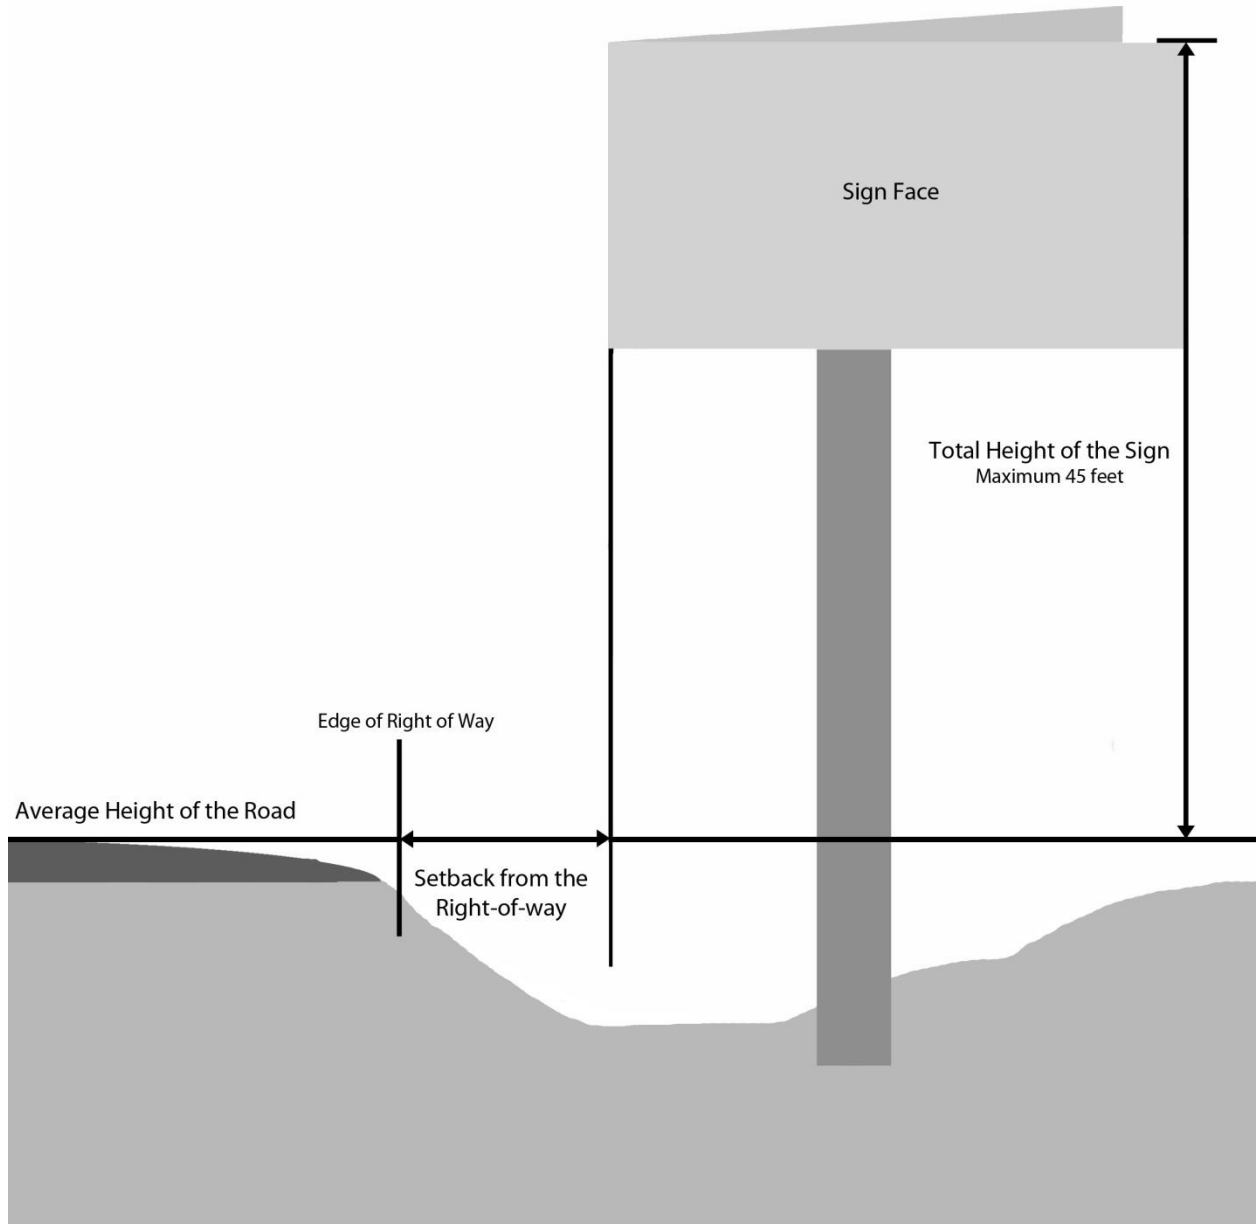 Sign Face
Total Height of the Sign
Maximum 45 feet
Edge of Right of Way
Average Height of the Road
Setback from the
Right-of-way